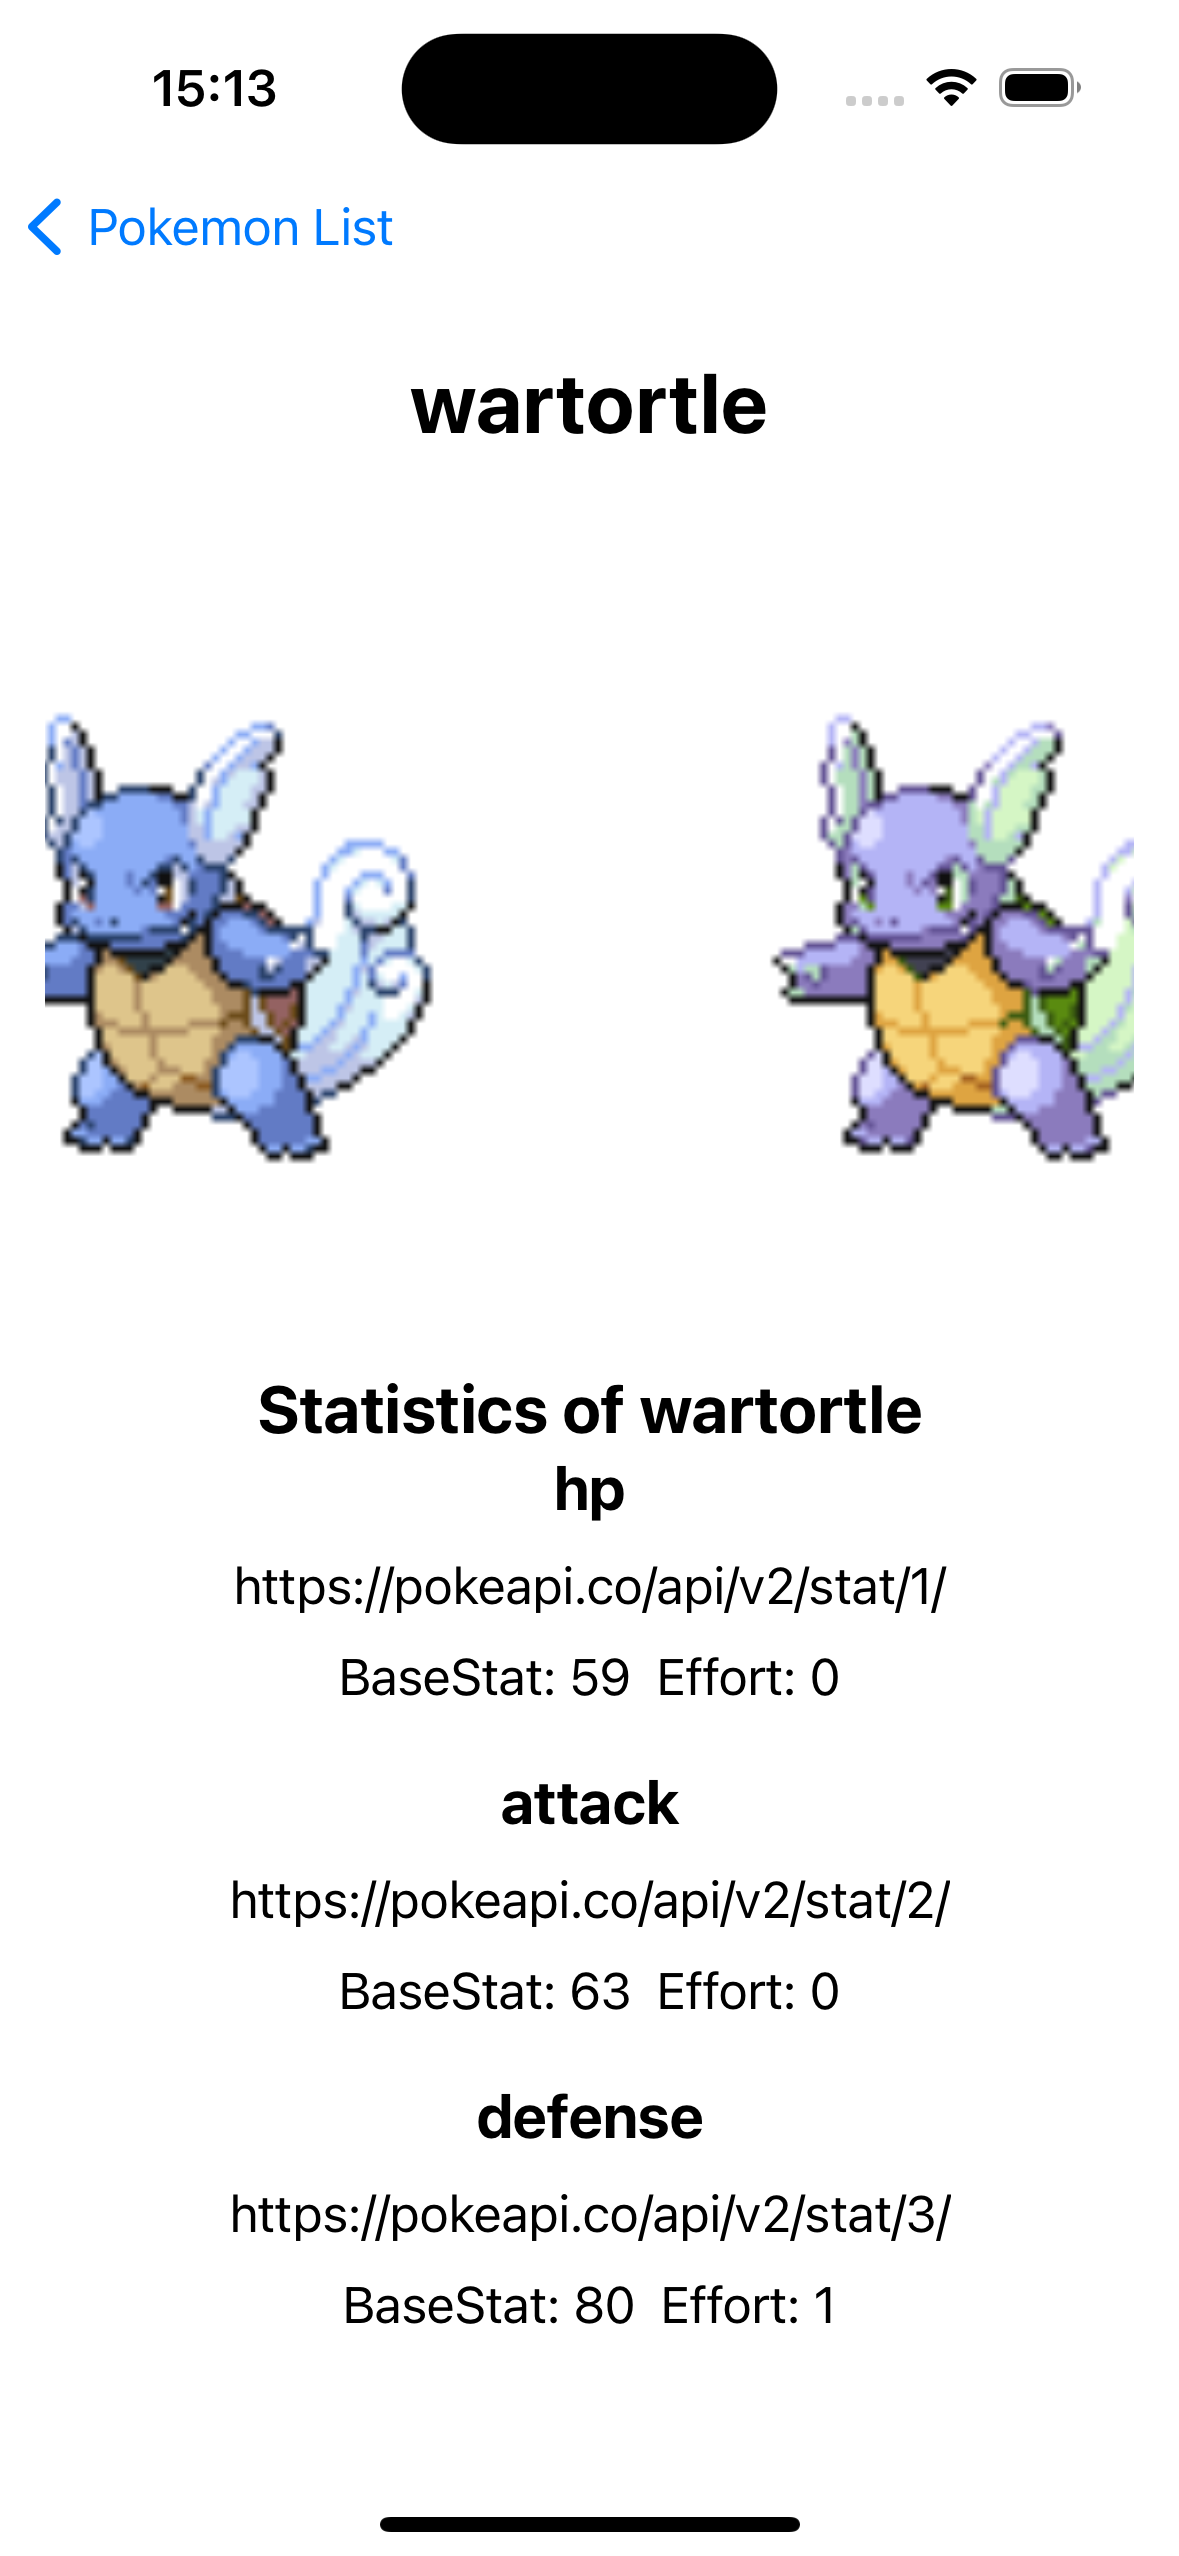 15:13
Pokemon List
wartortle
Statistics of wartortle
hp
https://pokeapi.co/api/v2/stat/1/
BaseStat: 59 Effort: 0
attack
https://pokeapi.co/api/v2/stat/2/
BaseStat: 63 Effort: 0
defense
https://pokeapi.co/api/v2/stat/3/
BaseStat: 80 Effort: 1